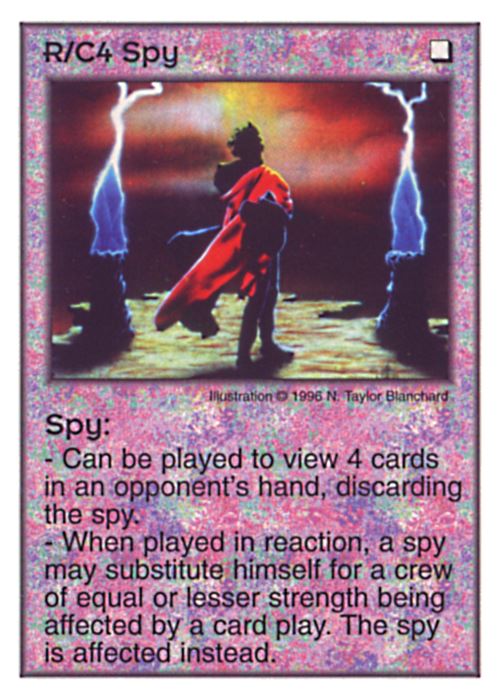 R/C4 Spy
Illustration © 1996 N. Taylor Blanchard
Spy:
- Can be played to view 4 cards
in an opponent's hand, discarding
the spy.
- When played in reaction, a spy
may substitute himself for a crew
of equal or lesser strength being
affected by a card play. The spy
is affected instead.